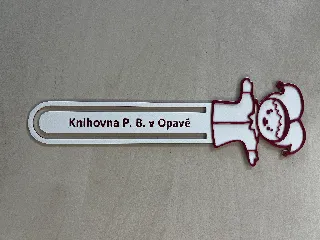 Knihovna P. B. v Opavě